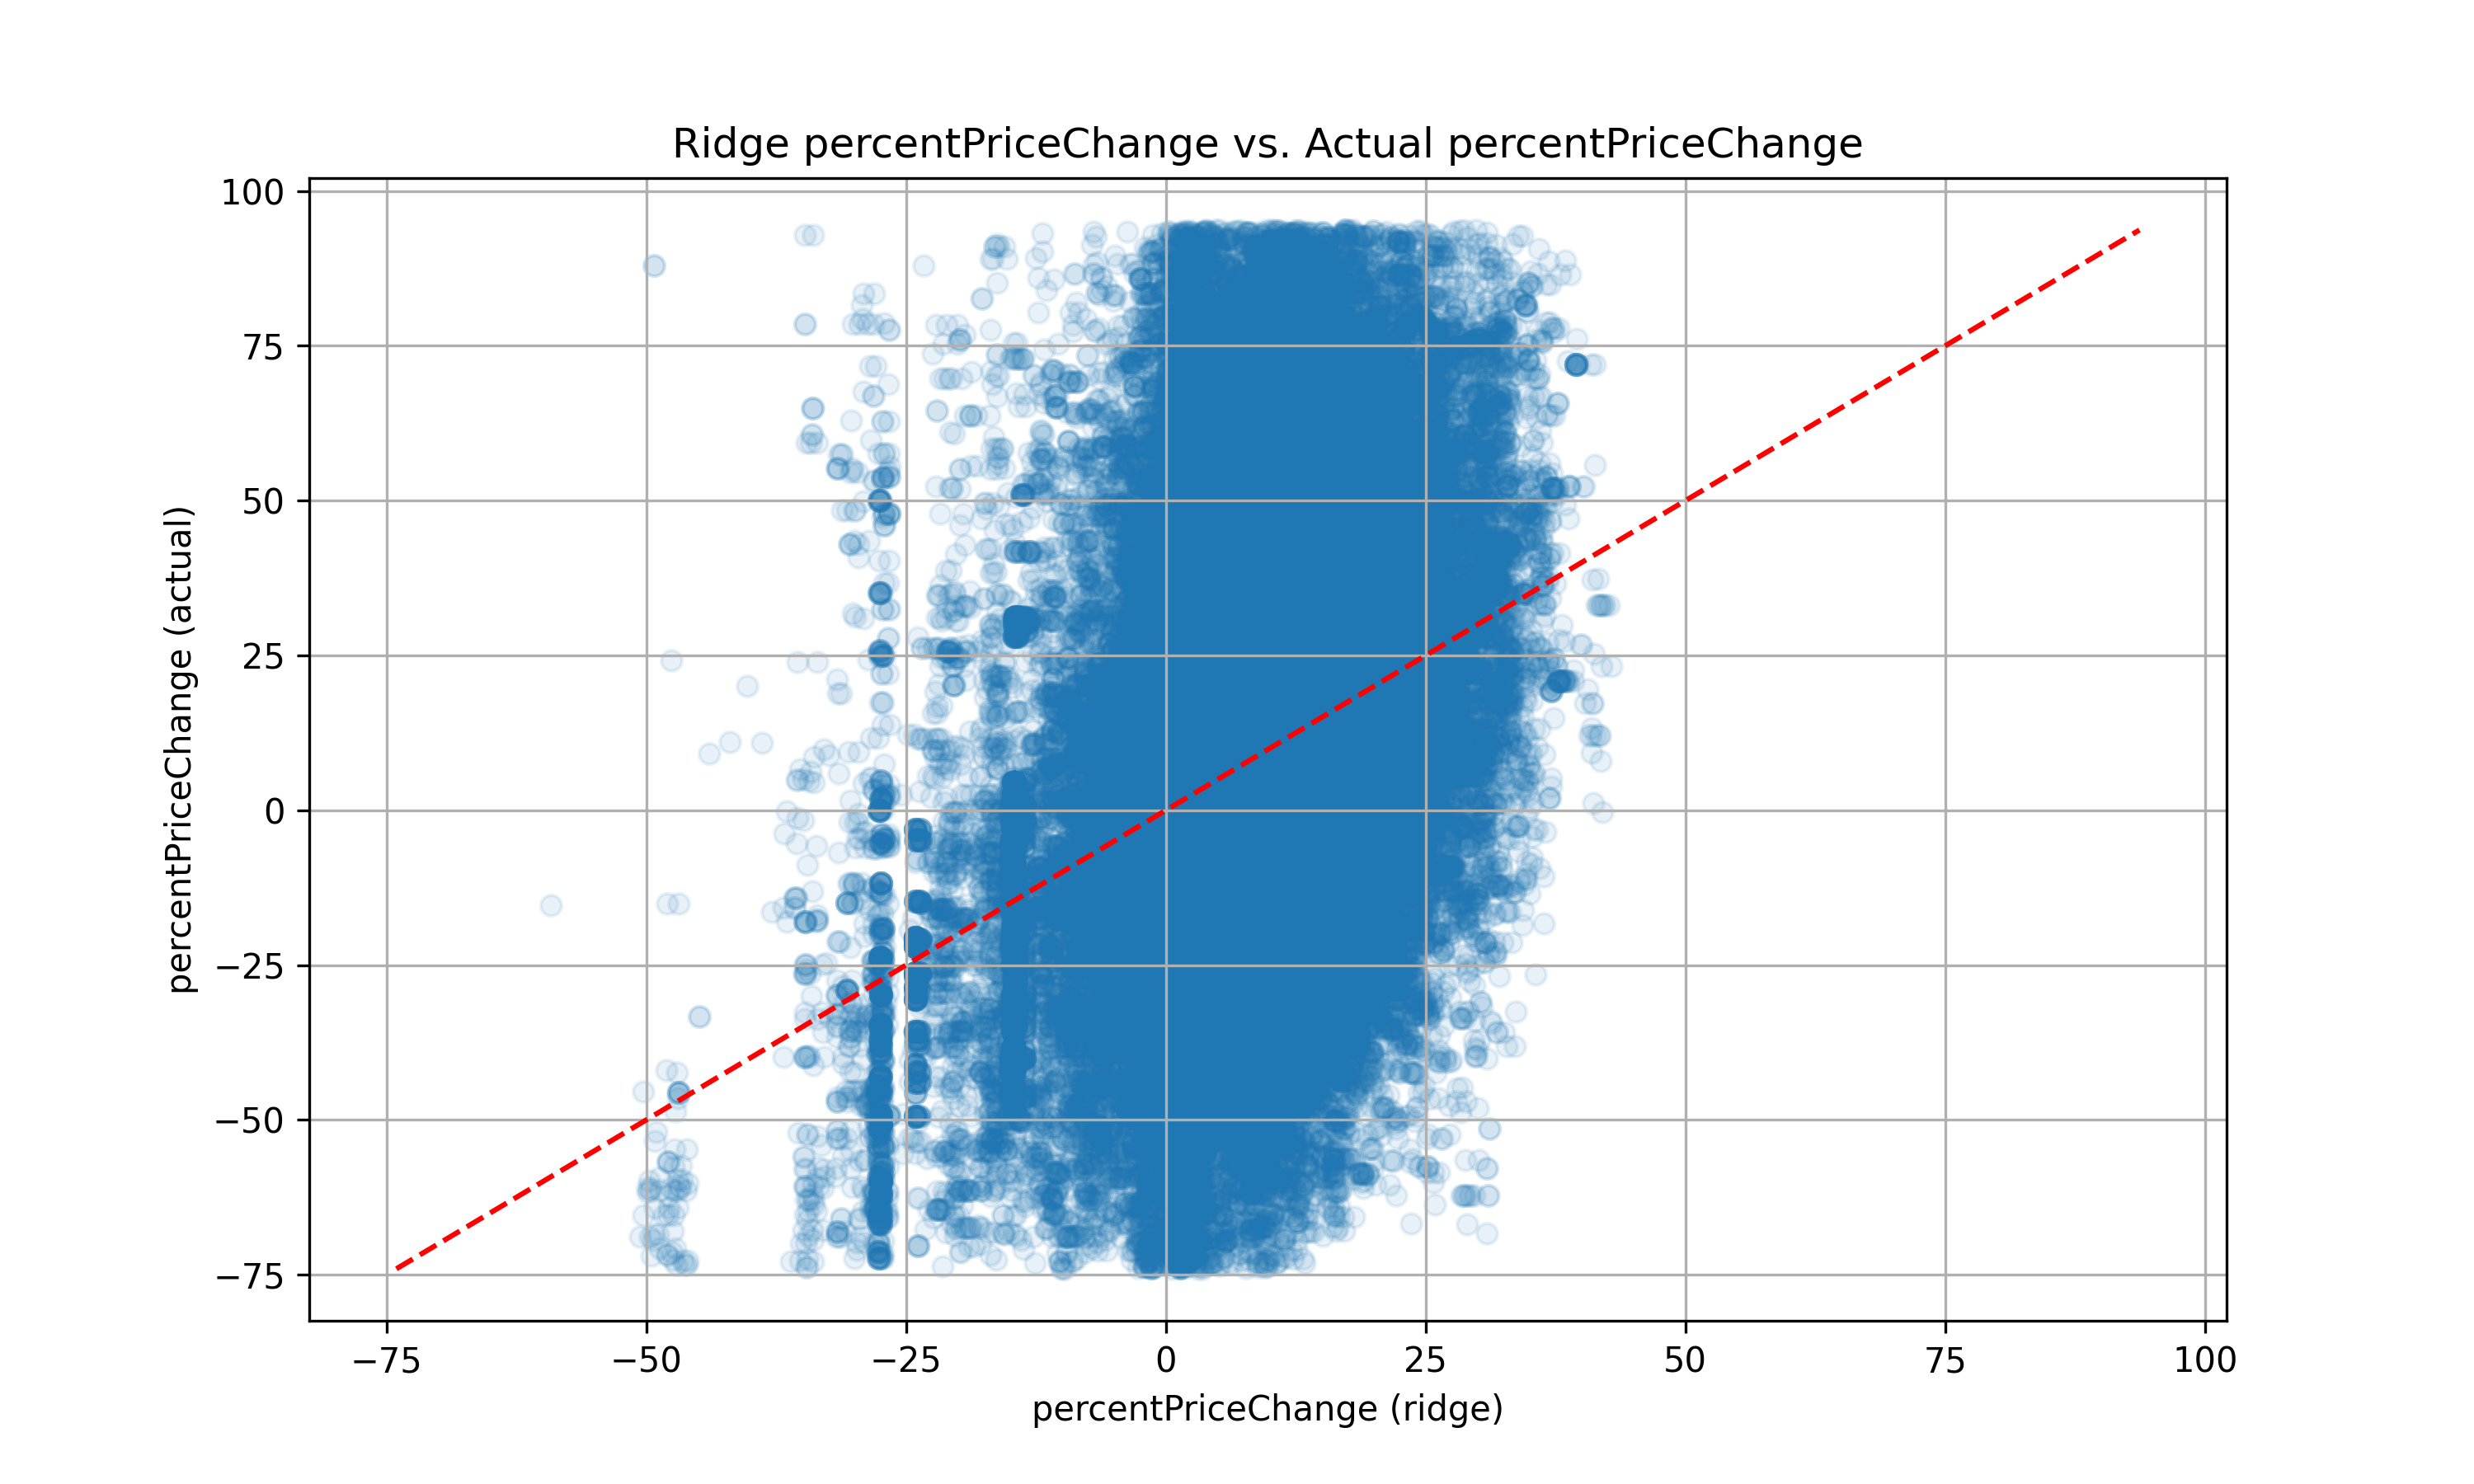 Ridge percentPriceChange vs. Actual percentPriceChange
100
75
50
25
0
−25
−50
−75
percentPriceChange (actual)
−75 −50 −25 0 25 50 75 100
percentPriceChange (ridge)